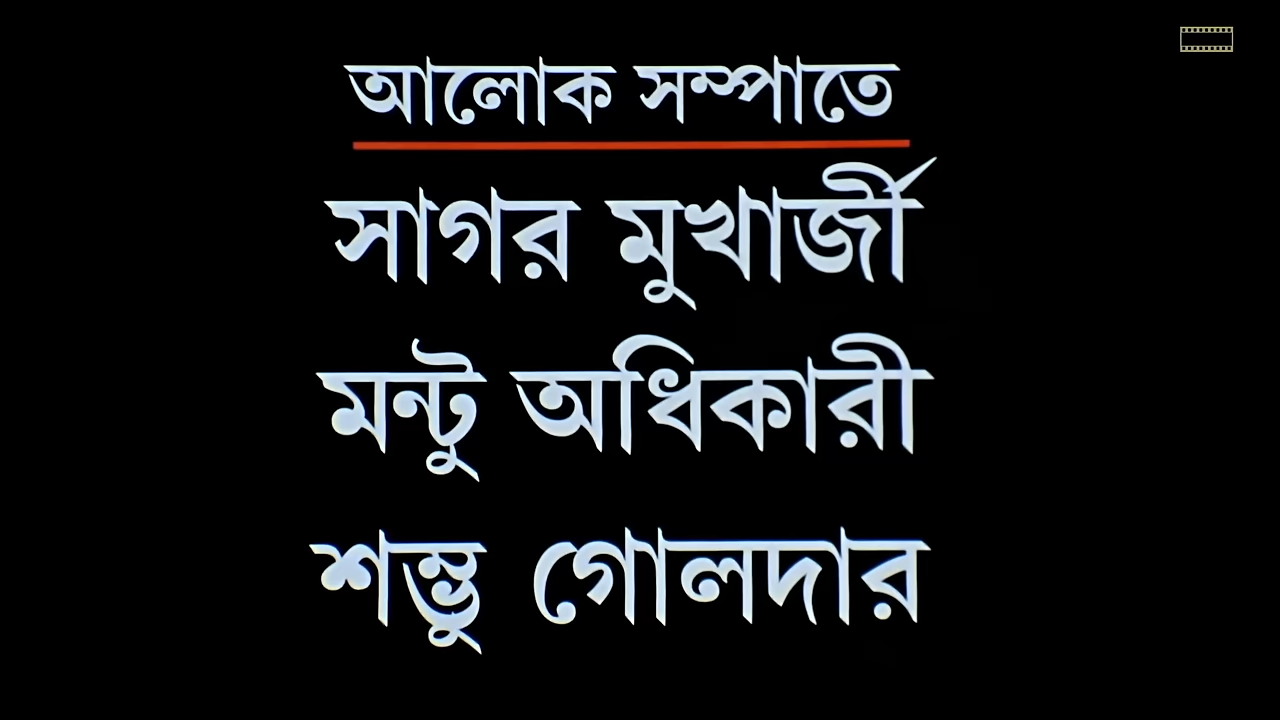 আলোক সম্পাতে
সাগর মুখার্জী
মন্টু অধিকারী
শম্ভু গোলদার